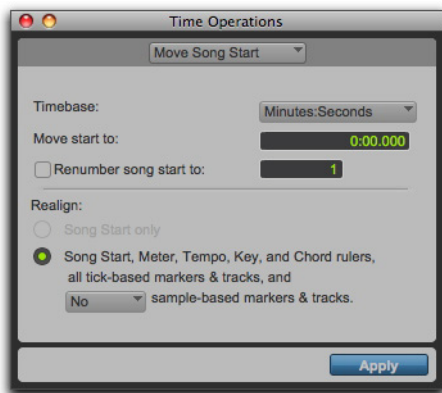 Time Operations
Move Song Start
Timebase: Minutes:Seconds
Move start to: 0:00.000
Renumber song start to: 1
Realign:
Song Start only
Song Start, Meter, Tempo, Key, and Chord rulers,
all tick-based markers & tracks, and
No sample-based markers & tracks.
Apply